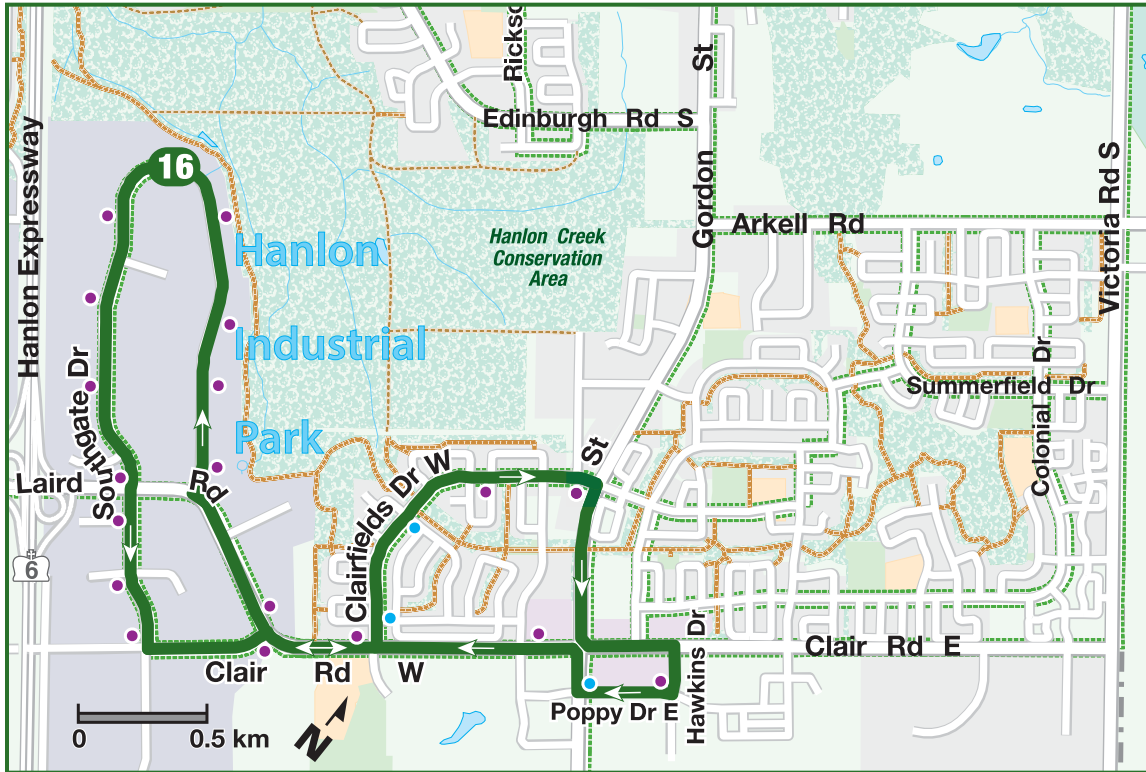 Ricks
St
Edinburgh Rd S
16
Hanlon Expressway
Gordon
Arkell Rd
Victoria Rd S
Hanlon
Industrial
Park
Hanlon Creek
Conservation
Area
Southgate Dr
Summerfield Dr
Colonial Dr
Laird Rd
St
Clairfields Dr W
6
Clair Rd W
Clair Rd E
Hawkins Dr
Poppy Dr E
N
0 0.5 km